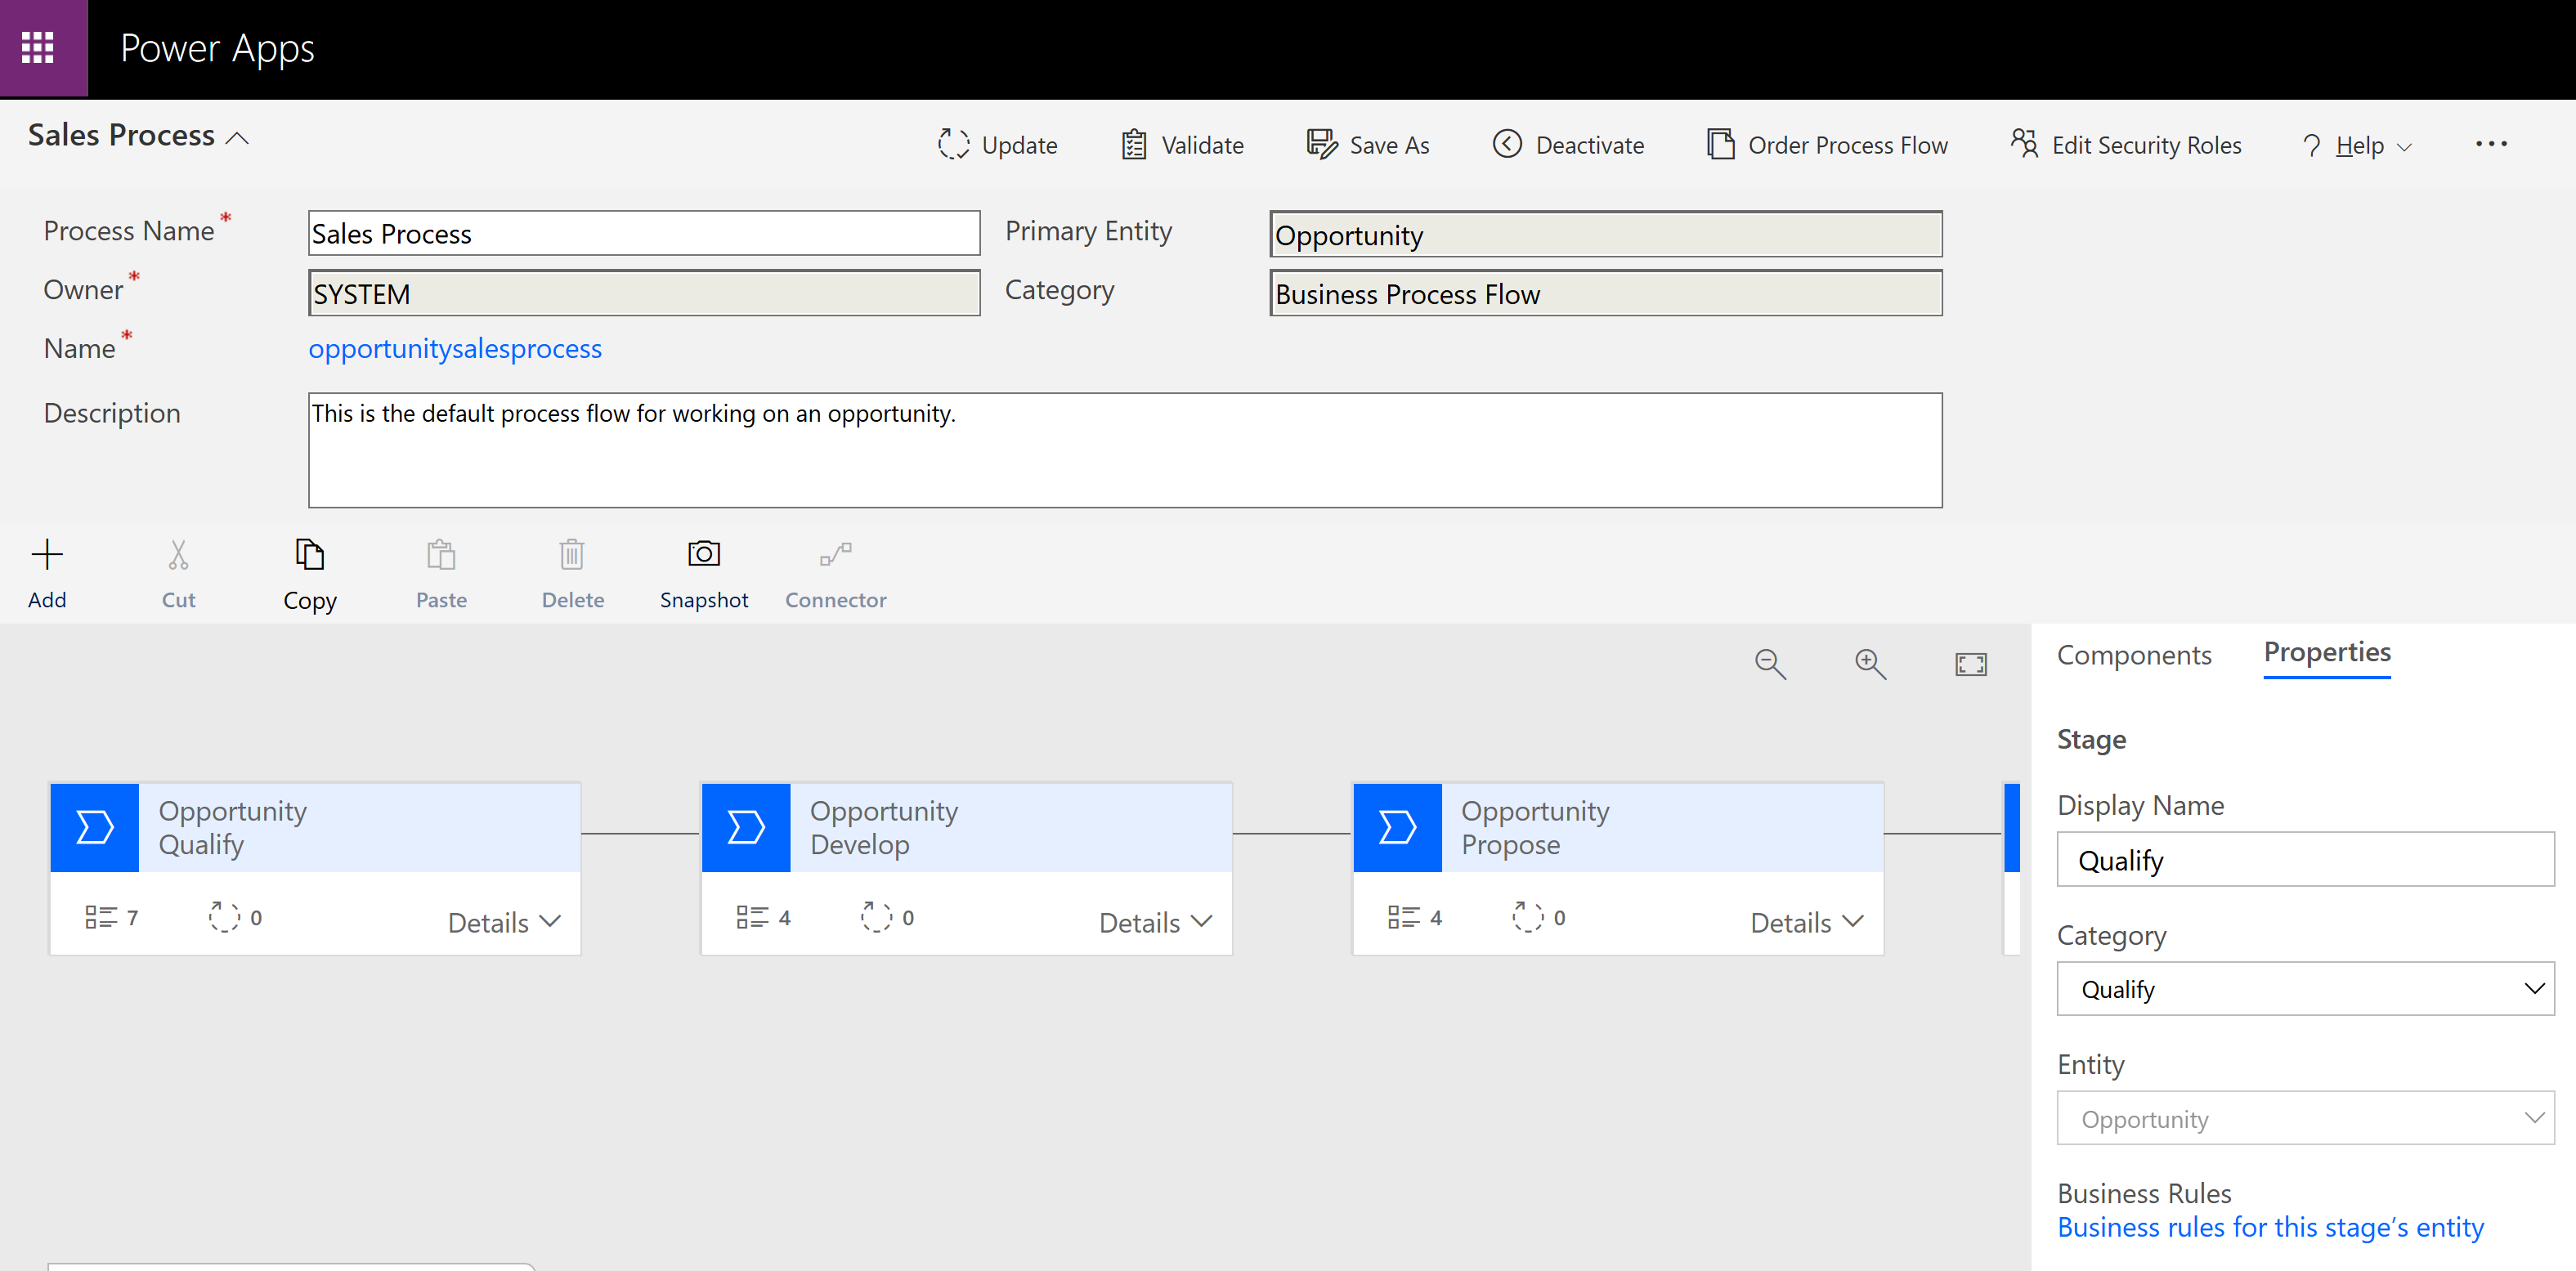 Power Apps
Sales Process
Update
Validate
Save As
Deactivate
Order Process Flow
Edit Security Roles
? Help
...
Process Name *
Sales Process
Primary Entity
Opportunity
Owner *
SYSTEM
Category
Business Process Flow
Name *
opportunitysalesprocess
Description
This is the default process flow for working on an opportunity.
Add
Cut
Copy
Paste
Delete
Snapshot
Connector
Opportunity
Qualify
7
0
Details
Opportunity
Develop
4
0
Details
Opportunity
Propose
4
0
Details
Components
Properties
Stage
Display Name
Qualify
Category
Qualify
Entity
Opportunity
Business Rules
Business rules for this stage's entity